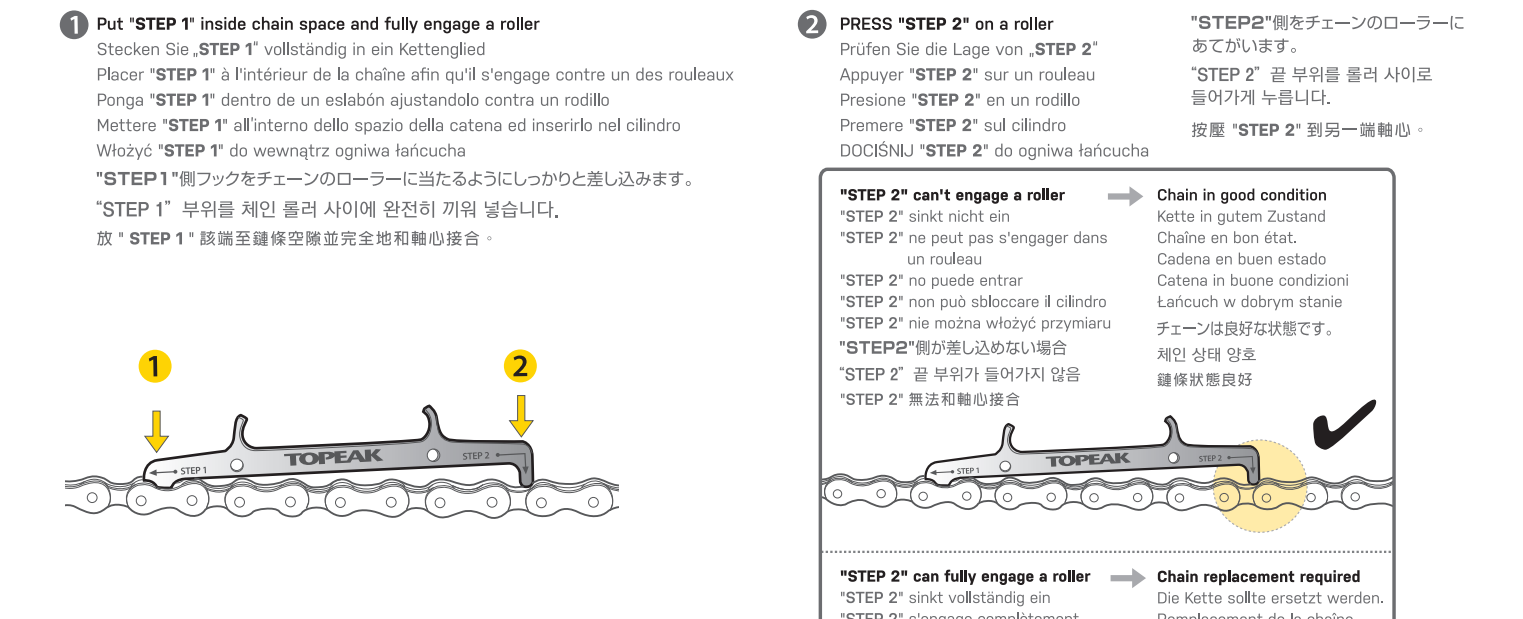 1 Put "STEP 1" inside chain space and fully engage a roller
Stecken Sie „STEP 1" vollständig in ein Kettenglied
Placer "STEP 1" à l'intérieur de la chaîne afin qu'il s'engage contre un des rouleaux
Ponga "STEP 1" dentro de un eslabón ajustandolo contra un rodillo
Mettere "STEP 1" all'interno dello spazio della catena ed inserirlo nel cilindro
Włożyć "STEP 1" do wewnątrz ogniwa łańcucha
"STEP1"側フックをチェーンのローラーに当たるようにしっかりと差し込みます。
“STEP 1” 부위를 체인 롤러 사이에 완전히 끼워 넣습니다.
放 " STEP 1 " 該端至鏈條空隙並完全地和軸心接合。
1
2
STEP 1
TOPEAK
STEP 2
2 PRESS "STEP 2" on a roller
Prüfen Sie die Lage von „STEP 2"
Appuyer "STEP 2" sur un rouleau
Presione "STEP 2" en un rodillo
Premere "STEP 2" sul cilindro
DOCIŚNIJ "STEP 2" do ogniwa łańcucha
"STEP2"側をチェーンのローラーに
あてがいます。
“STEP 2” 끝 부위를 롤러 사이로
들어가게 누릅니다.
按壓 "STEP 2" 到另一端軸心。
"STEP 2" can't engage a roller
"STEP 2" sinkt nicht ein
"STEP 2" ne peut pas s'engager dans
un rouleau
"STEP 2" no puede entrar
"STEP 2" non può sbloccare il cilindro
"STEP 2" nie można włożyć przymiaru
"STEP2"側が差し込めない場合
“STEP 2” 끝 부위가 들어가지 않음
"STEP 2" 無法和軸心接合
Chain in good condition
Kette in gutem Zustand
Chaîne en bon état.
Cadena en buen estado
Catena in buone condizioni
Łańcuch w dobrym stanie
チェーンは良好な状態です。
체인 상태 양호
鏈條狀態良好
STEP 1
TOPEAK
STEP 2
"STEP 2" can fully engage a roller
"STEP 2" sinkt vollständig ein
"STEP 2" s'engage complètement
Chain replacement required
Die Kette sollte ersetzt werden.
Remplacement de la chaîne